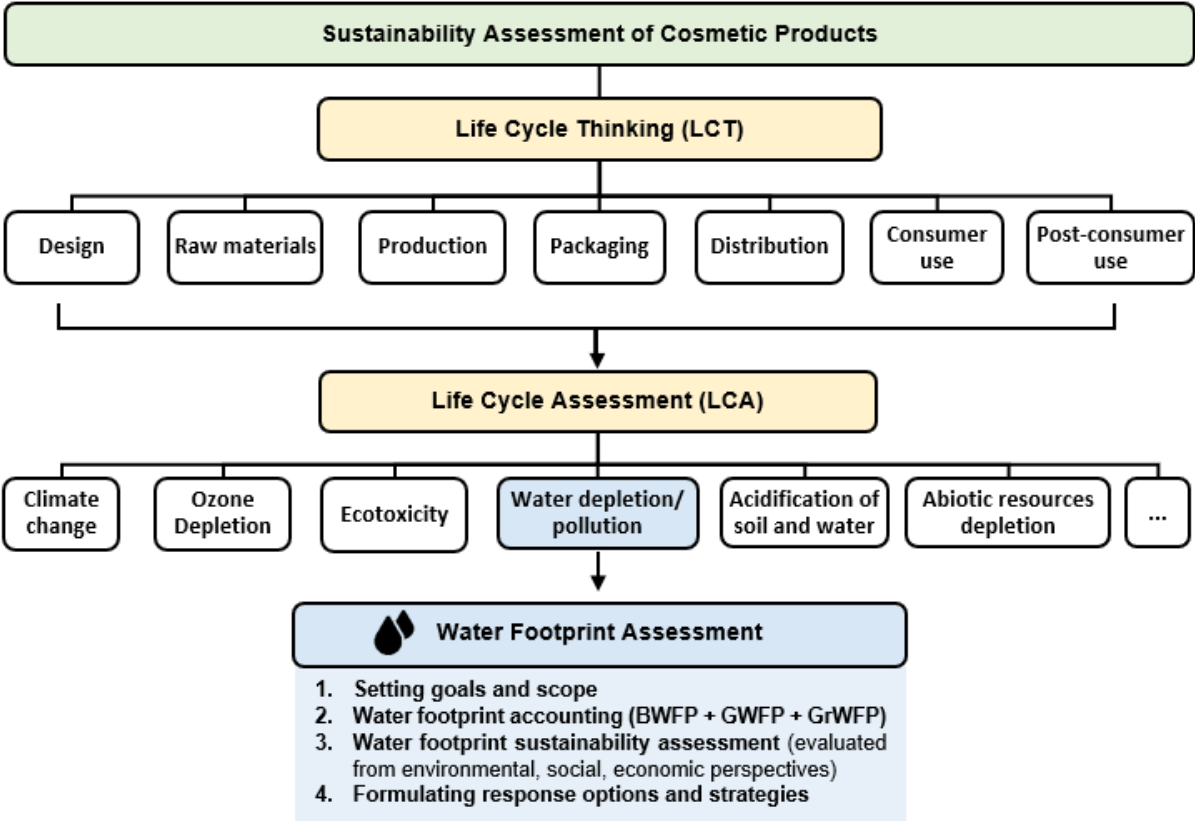 Sustainability Assessment of Cosmetic Products
Life Cycle Thinking (LCT)
Design
Raw materials
Production
Packaging
Distribution
Consumer
use
Post-consumer
use
Life Cycle Assessment (LCA)
Climate
change
Ozone
Depletion
Ecotoxicity
Water depletion/
pollution
Acidification of
soil and water
Abiotic resources
depletion
...
Water Footprint Assessment
1. Setting goals and scope
2. Water footprint accounting (BWFP + GWFP + GrWFP)
3. Water footprint sustainability assessment (evaluated
from environmental, social, economic perspectives)
4. Formulating response options and strategies